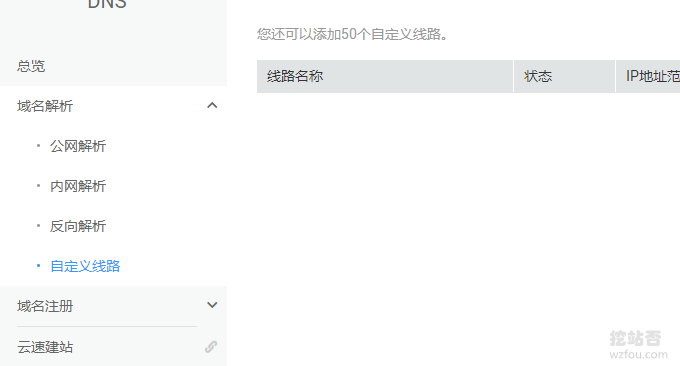 DNS
您还可以添加50个自定义线路。
总览
线路名称 状态 IP地址范
域名解析
公网解析
内网解析
反向解析
自定义线路
域名注册
云速建站
挖站否
wzfou.com